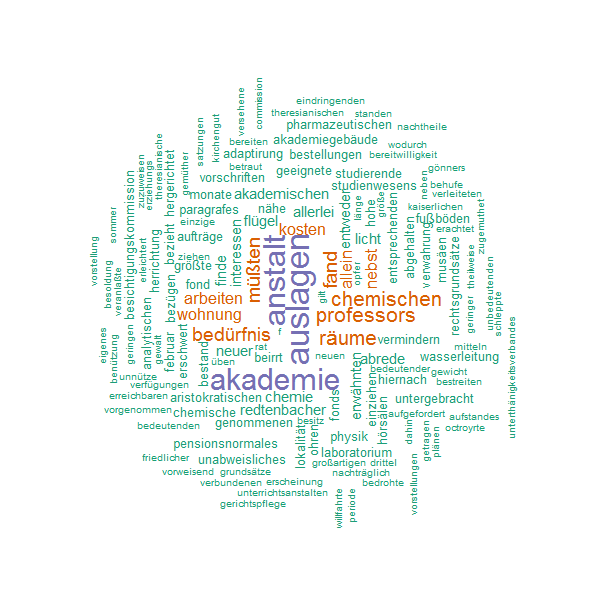 eindringenden
theresianischen
standen
pharmazeutischen
nachtheile
akademiegebäude
wodurch
bereiten
adaptirung
bestellungen
bereitwilligkeit
betraut
geeignete
studierende
gönners
vorschriften
studienwesens
behufe
monate
akademischen
verleiteten
paragrafes
nähe
allerlei
kaiserlichen
einzige
flügel
fußböden
aufträge
kosten
licht
erachtet
ziehen
größte
fond
arbeiten
chemischen
wohnung
professors
bedürfnis
räume
vermindern
neuer
rat
f
neuen
mitteln
beirrt
abrede
wasserleitung
üben
akademie
bedeutender
gewicht
unnütze
hiernach
bestreiten
verfügungen
erreichbaren
aristokratischen
chemie
untergebracht
vorgenommen
chemische
redtenbacher
aufgefordert
aufstandes
bedeutenden
genommenen
besitz
octroyrte
pensionsnormales
physik
friedlicher
unabweisliches
laboratorium
vorweisend
grundsätze
großartigen
drittel
nachträglich
verbundenen
erscheinung
bedrohte
unterrichtsanstalten
gerichtspflege
vorstellung
eigenes
benützung
besoldung
sommer
veranlaßte
geringen
besichtigungskommission
zuzuweisen
erleichtert
erziehungs
analytischen
herrichtung
theresianische
gewalt
hergerichtet
bezieht
bezügen
februar
erschwert
gemüther
satzungen
bestand
kirchengut
finde
interessen
versehene
commission
müßten
anstalt
auslagen
lokalität
ohren
gift
fand
fonds
willfahrte
periode
entweder
allein
länge
opfer
erwähnten
hohe
nebst
einziehen
große
hörsälen
entsprechenden
abgehalten
dahin
vorstellungen
neben
verwahrung
getragen
plänen
musäen
rechtsgrundsätze
theilweise
geringer
zugemuthet
unbedeutenden
schleppte
unterthänigkeitsverbandes